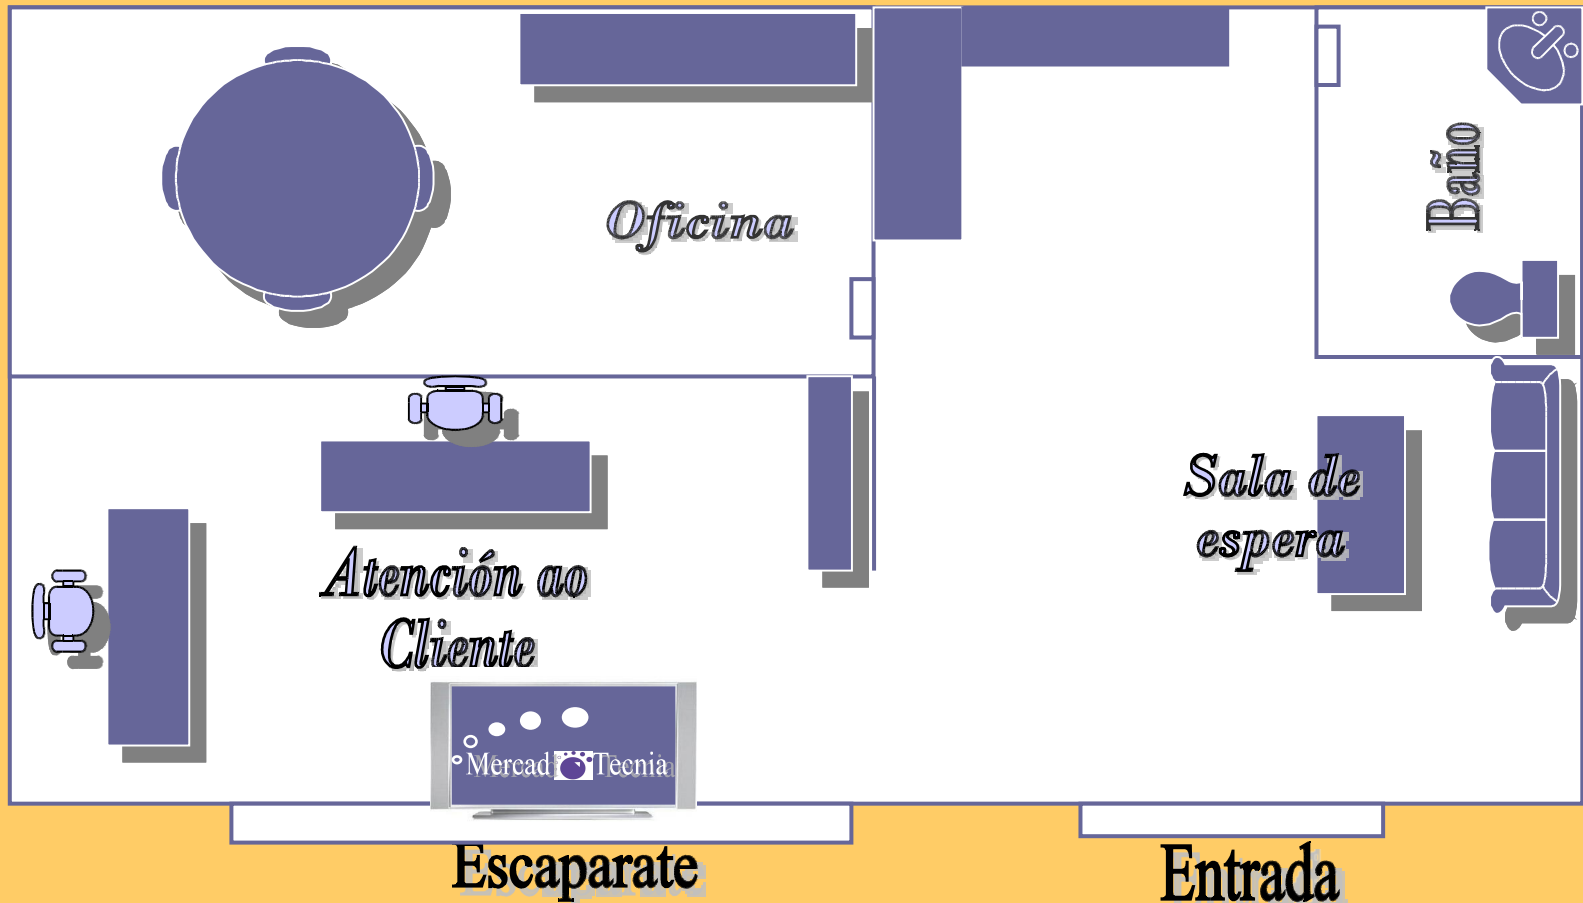 Oficina
Baño
Sala de
espera
Atención ao
Cliente
Mercad Tecnia
Escaparate
Entrada